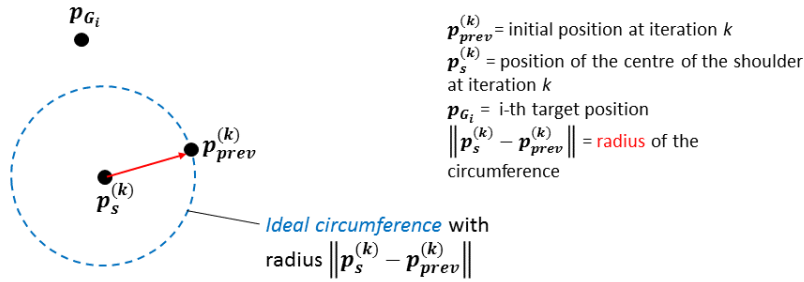 𝒑_{G_i}
𝒑_{prev}^{(k)}
𝒑_s^{(k)}
Ideal circumference with
radius ‖𝒑_s^{(k)} − 𝒑_{prev}^{(k)}‖
𝒑_{prev}^{(k)} = initial position at iteration k
𝒑_s^{(k)} = position of the centre of the shoulder
at iteration k
𝒑_{G_i} = i-th target position
‖𝒑_s^{(k)} − 𝒑_{prev}^{(k)}‖ = radius of the
circumference